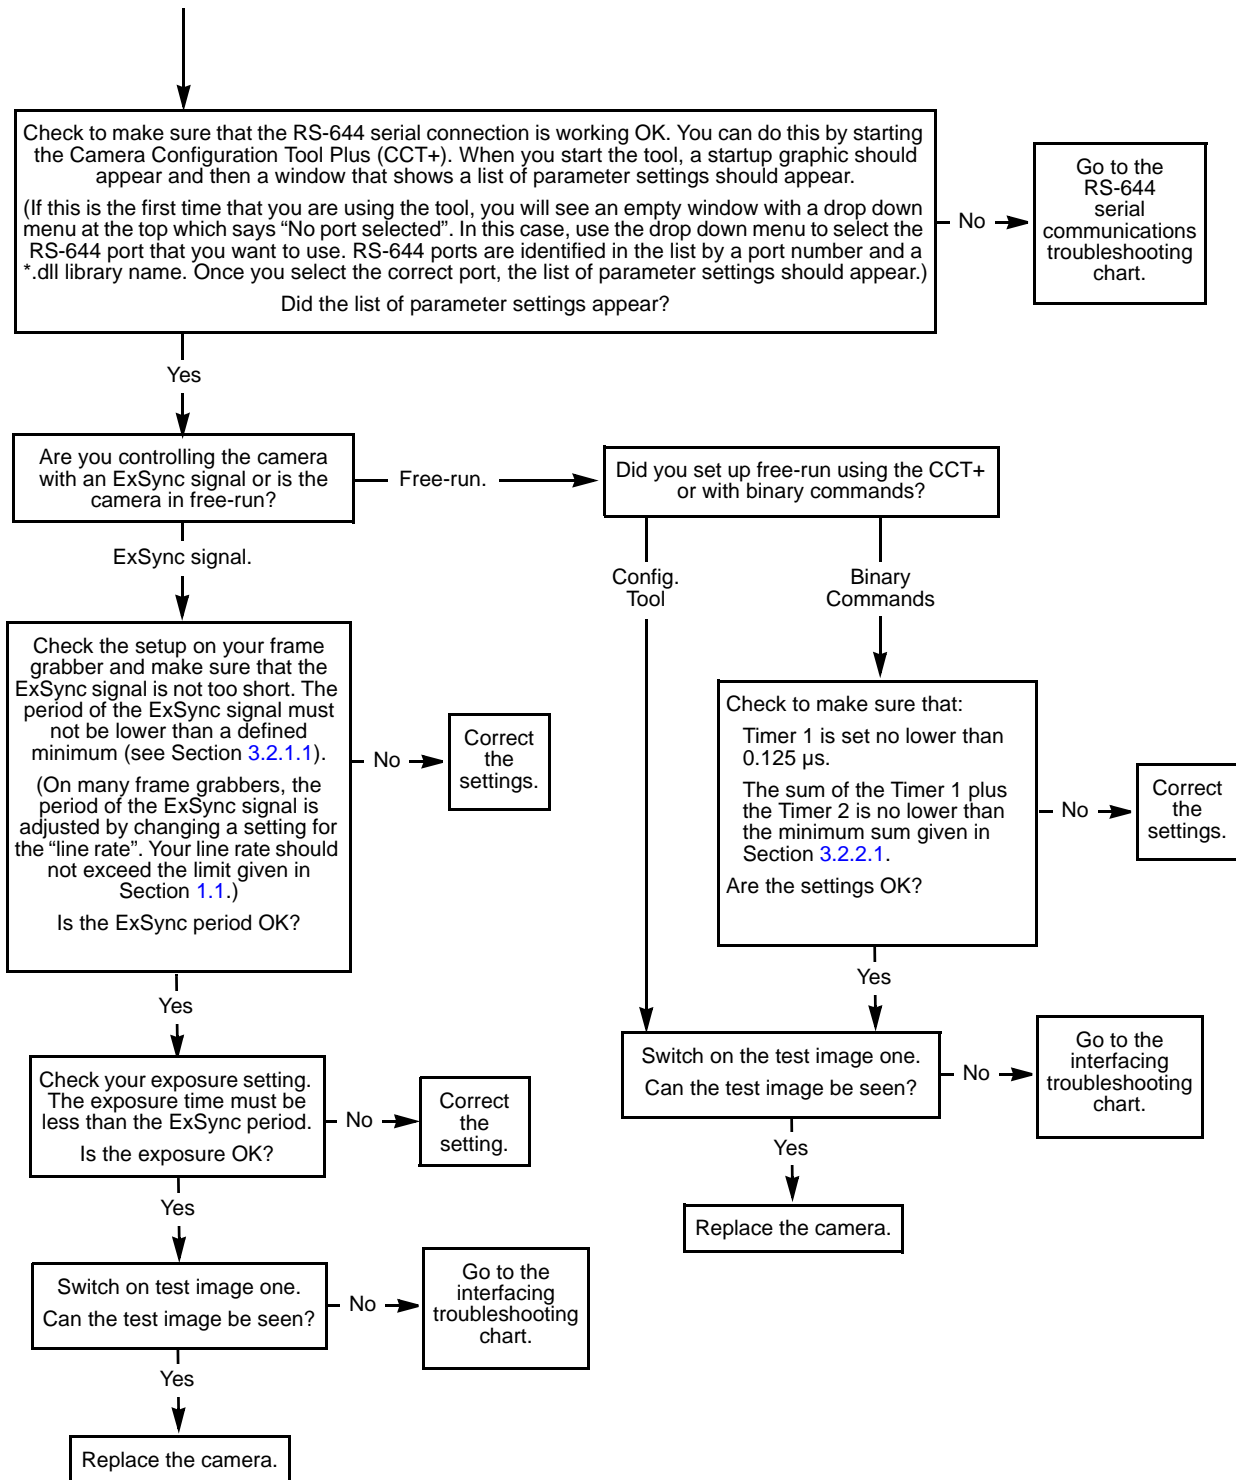 Check to make sure that the RS-644 serial connection is working OK. You can do this by starting
the Camera Configuration Tool Plus (CCT+). When you start the tool, a startup graphic should
appear and then a window that shows a list of parameter settings should appear.
(If this is the first time that you are using the tool, you will see an empty window with a drop down
menu at the top which says “No port selected”. In this case, use the drop down menu to select the
RS-644 port that you want to use. RS-644 ports are identified in the list by a port number and a
*.dll library name. Once you select the correct port, the list of parameter settings should appear.)
Did the list of parameter settings appear?
No
Go to the
RS-644
serial
communications
troubleshooting
chart.
Yes
Are you controlling the camera
with an ExSync signal or is the
camera in free-run?
Free-run.
Did you set up free-run using the CCT+
or with binary commands?
ExSync signal.
Config.
Tool
Binary
Commands
Check the setup on your frame
grabber and make sure that the
ExSync signal is not too short. The
period of the ExSync signal must
not be lower than a defined
minimum (see Section 3.2.1.1).
(On many frame grabbers, the
period of the ExSync signal is
adjusted by changing a setting for
the “line rate”. Your line rate should
not exceed the limit given in
Section 1.1.)
Is the ExSync period OK?
No
Correct
the
settings.
Check to make sure that:
Timer 1 is set no lower than
0.125 µs.
The sum of the Timer 1 plus
the Timer 2 is no lower than
the minimum sum given in
Section 3.2.2.1.
Are the settings OK?
No
Correct
the
settings.
Yes
Yes
Check your exposure setting.
The exposure time must be
less than the ExSync period.
Is the exposure OK?
No
Correct
the
setting.
Switch on the test image one.
Can the test image be seen?
No
Go to the
interfacing
troubleshooting
chart.
Yes
Yes
Replace the camera.
Switch on test image one.
Can the test image be seen?
No
Go to the
interfacing
troubleshooting
chart.
Yes
Replace the camera.